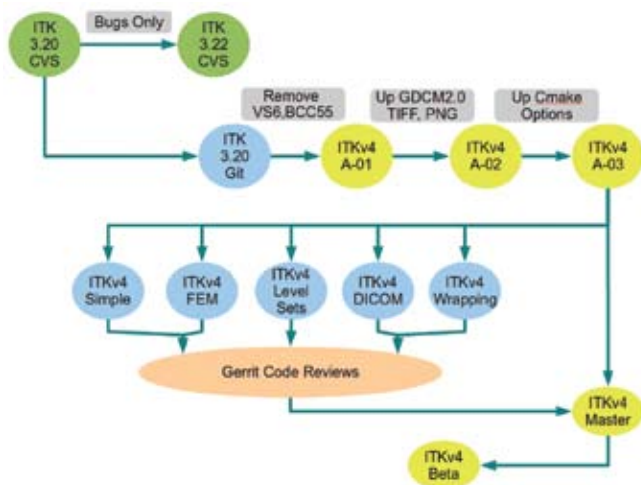 ITK
3.20
CVS
Bugs Only
ITK
3.22
CVS
Remove
VS6,BCC55
Up GDCM2.0
TIFF, PNG
Up Cmake
Options
ITK
3.20
Git
ITKv4
A-01
ITKv4
A-02
ITKv4
A-03
ITKv4
Simple
ITKv4
FEM
ITKv4
Level
Sets
ITKv4
DICOM
ITKv4
Wrapping
Gerrit Code Reviews
ITKv4
Master
ITKv4
Beta